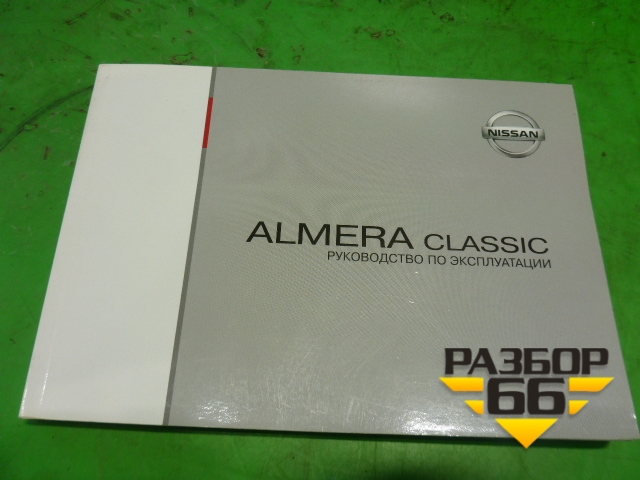 NISSAN
ALMERA CLASSIC
РУКОВОДСТВО ПО ЭКСПЛУАТАЦИИ
РАЗБОР
66